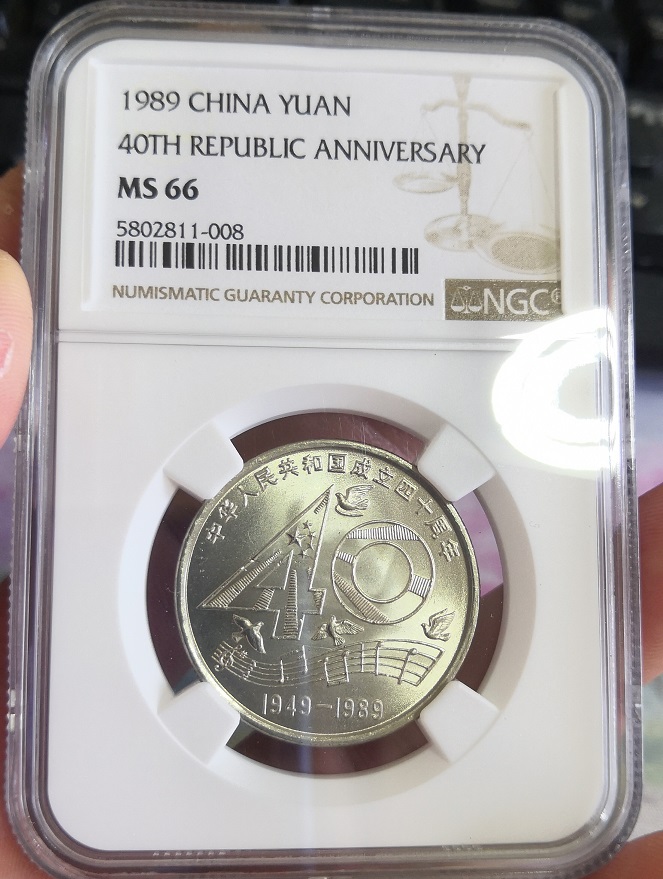 1989 CHINA YUAN
40TH REPUBLIC ANNIVERSARY
MS 66
5802811-008
NUMISMATIC GUARANTY CORPORATION
NGC®
中华人民共和国成立四十周年
40
1949-1989